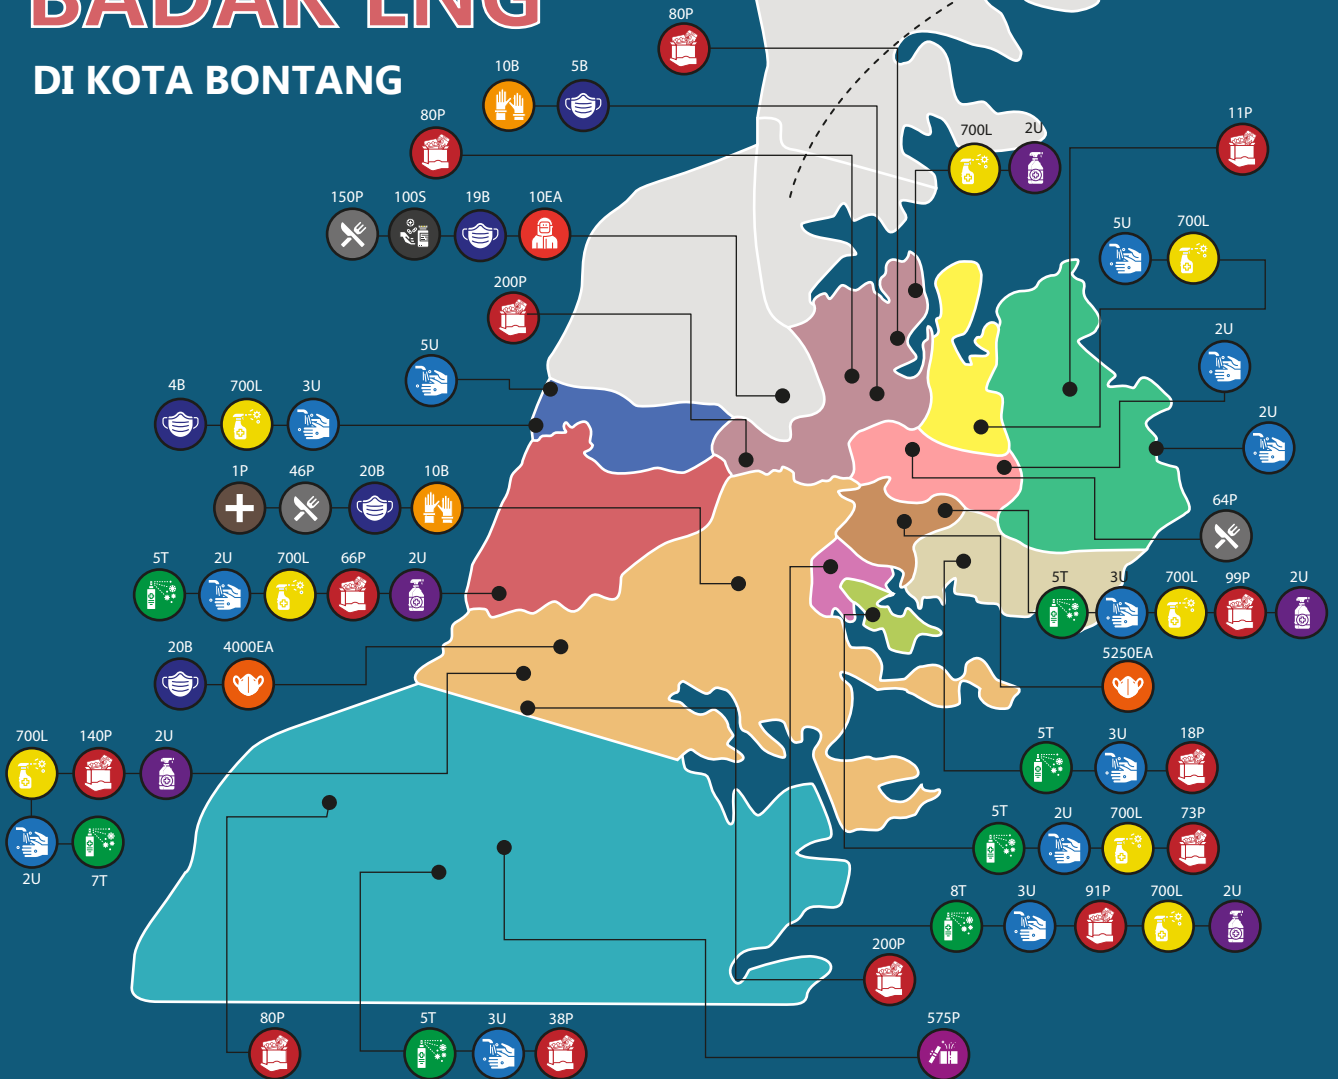 BADAR LNG
DI KOTA BONTANG
80P
10B 5B
80P
700L 2U
11P
150P 100S 19B 10EA
5U 700L
200P
5U
2U
4B 700L 3U
2U
1P 46P 20B 10B
64P
5T 2U 700L 66P 2U
5T 3U 700L 99P 2U
20B 4000EA
5250EA
700L 140P 2U
5T 3U 18P
2U 7T
5T 2U 700L 73P
8T 3U 91P 700L 2U
200P
80P
5T 3U 38P
575P